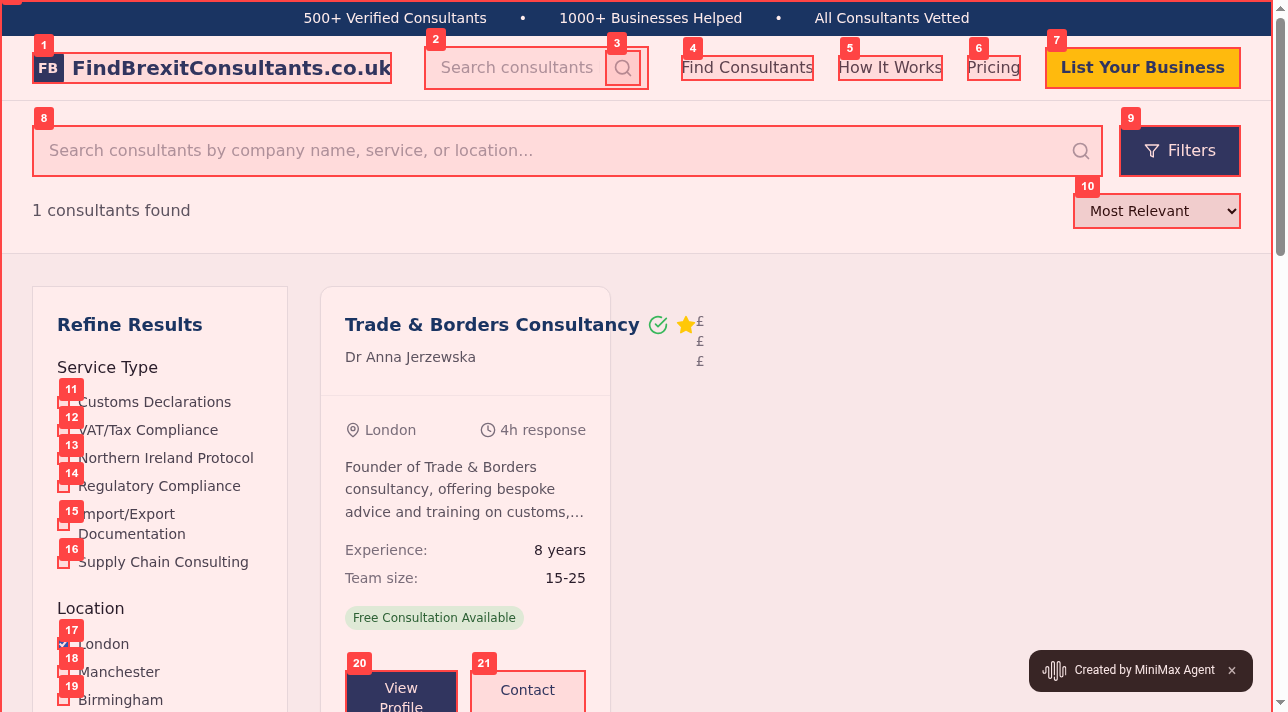 500+ Verified Consultants • 1000+ Businesses Helped • All Consultants Vetted
1 2 3 4 5 6 7
FB FindBrexitConsultants.co.uk Search consultants Find Consultants How It Works Pricing List Your Business
8 9
Search consultants by company name, service, or location... Filters
10
1 consultants found Most Relevant
Refine Results
Service Type
11
Customs Declarations
12
VAT/Tax Compliance
13
Northern Ireland Protocol
14
Regulatory Compliance
15
Import/Export
Documentation
16
Supply Chain Consulting
Location
17
London
18
Manchester
19
Birmingham
Trade & Borders Consultancy £
£
£
Dr Anna Jerzewska
London 4h response
Founder of Trade & Borders
consultancy, offering bespoke
advice and training on customs,...
Experience: 8 years
Team size: 15-25
Free Consultation Available
20 21
View
Profile
Contact
Created by MiniMax Agent ×